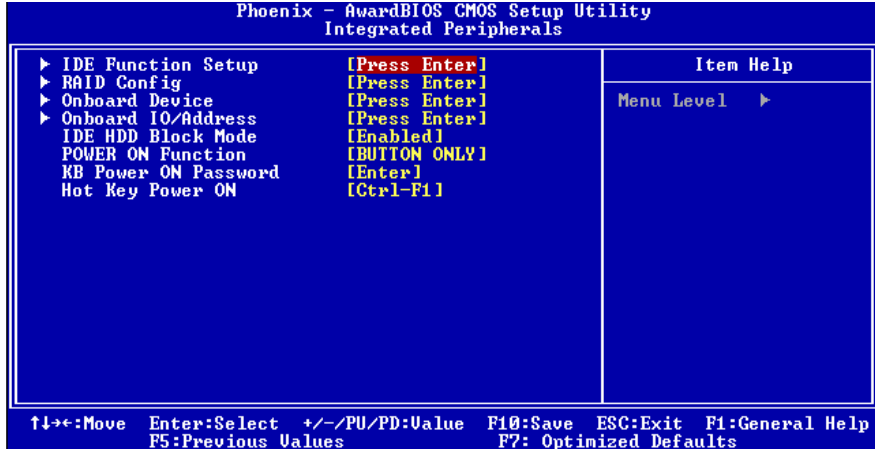 Phoenix - AwardBIOS CMOS Setup Utility
Integrated Peripherals
► IDE Function Setup [Press Enter]
► RAID Config [Press Enter]
► Onboard Device [Press Enter]
► Onboard IO/Address [Press Enter]
IDE HDD Block Mode [Enabled]
POWER ON Function [BUTTON ONLY]
KB Power ON Password [Enter]
Hot Key Power ON [Ctrl-F1]
Item Help
Menu Level ►
↑↓→←:Move Enter:Select +/-/PU/PD:Value F10:Save ESC:Exit F1:General Help
F5:Previous Values F7: Optimized Defaults